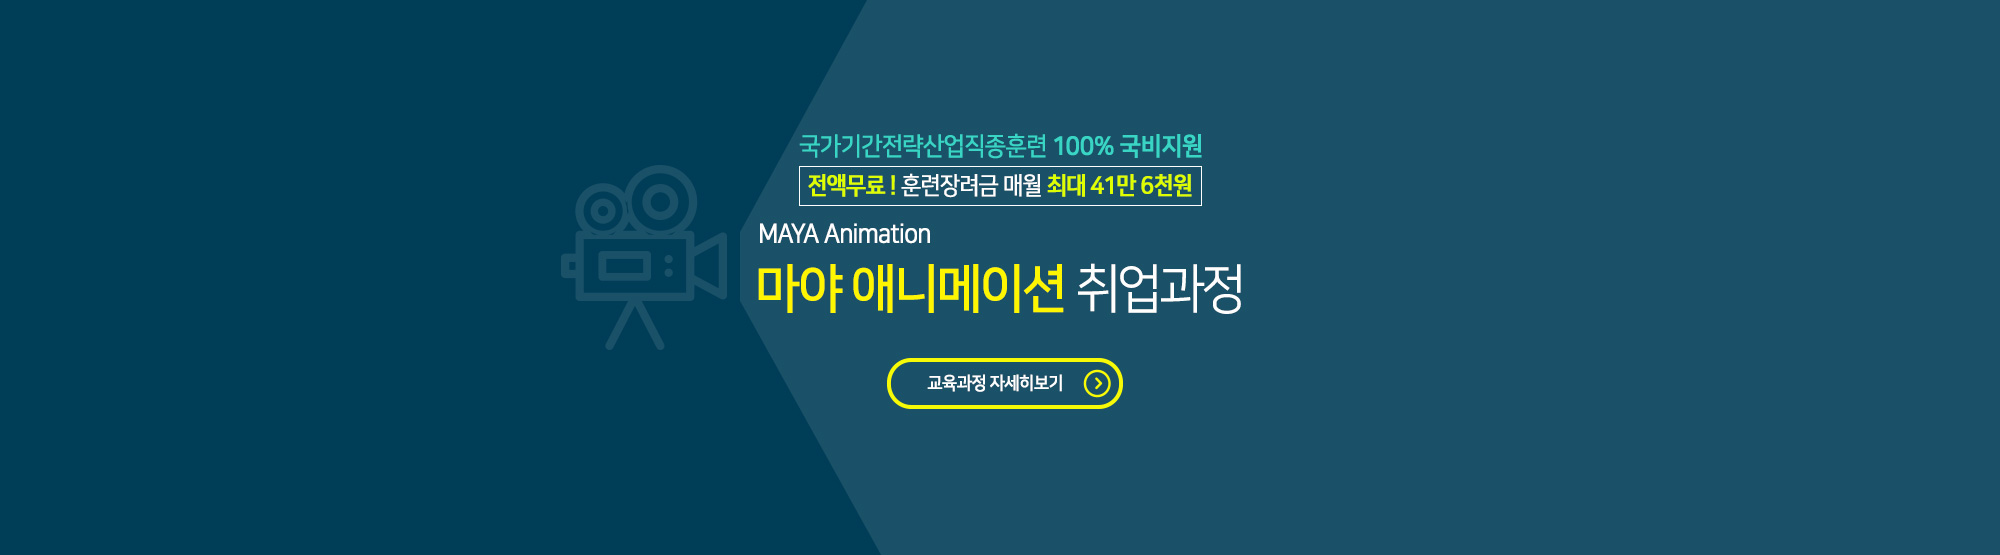 국가기간전략산업직종훈련 100% 국비지원
전액무료 ! 훈련장려금 매월 최대 41만 6천원
MAYA Animation
마야 애니메이션 취업과정
교육과정 자세히보기